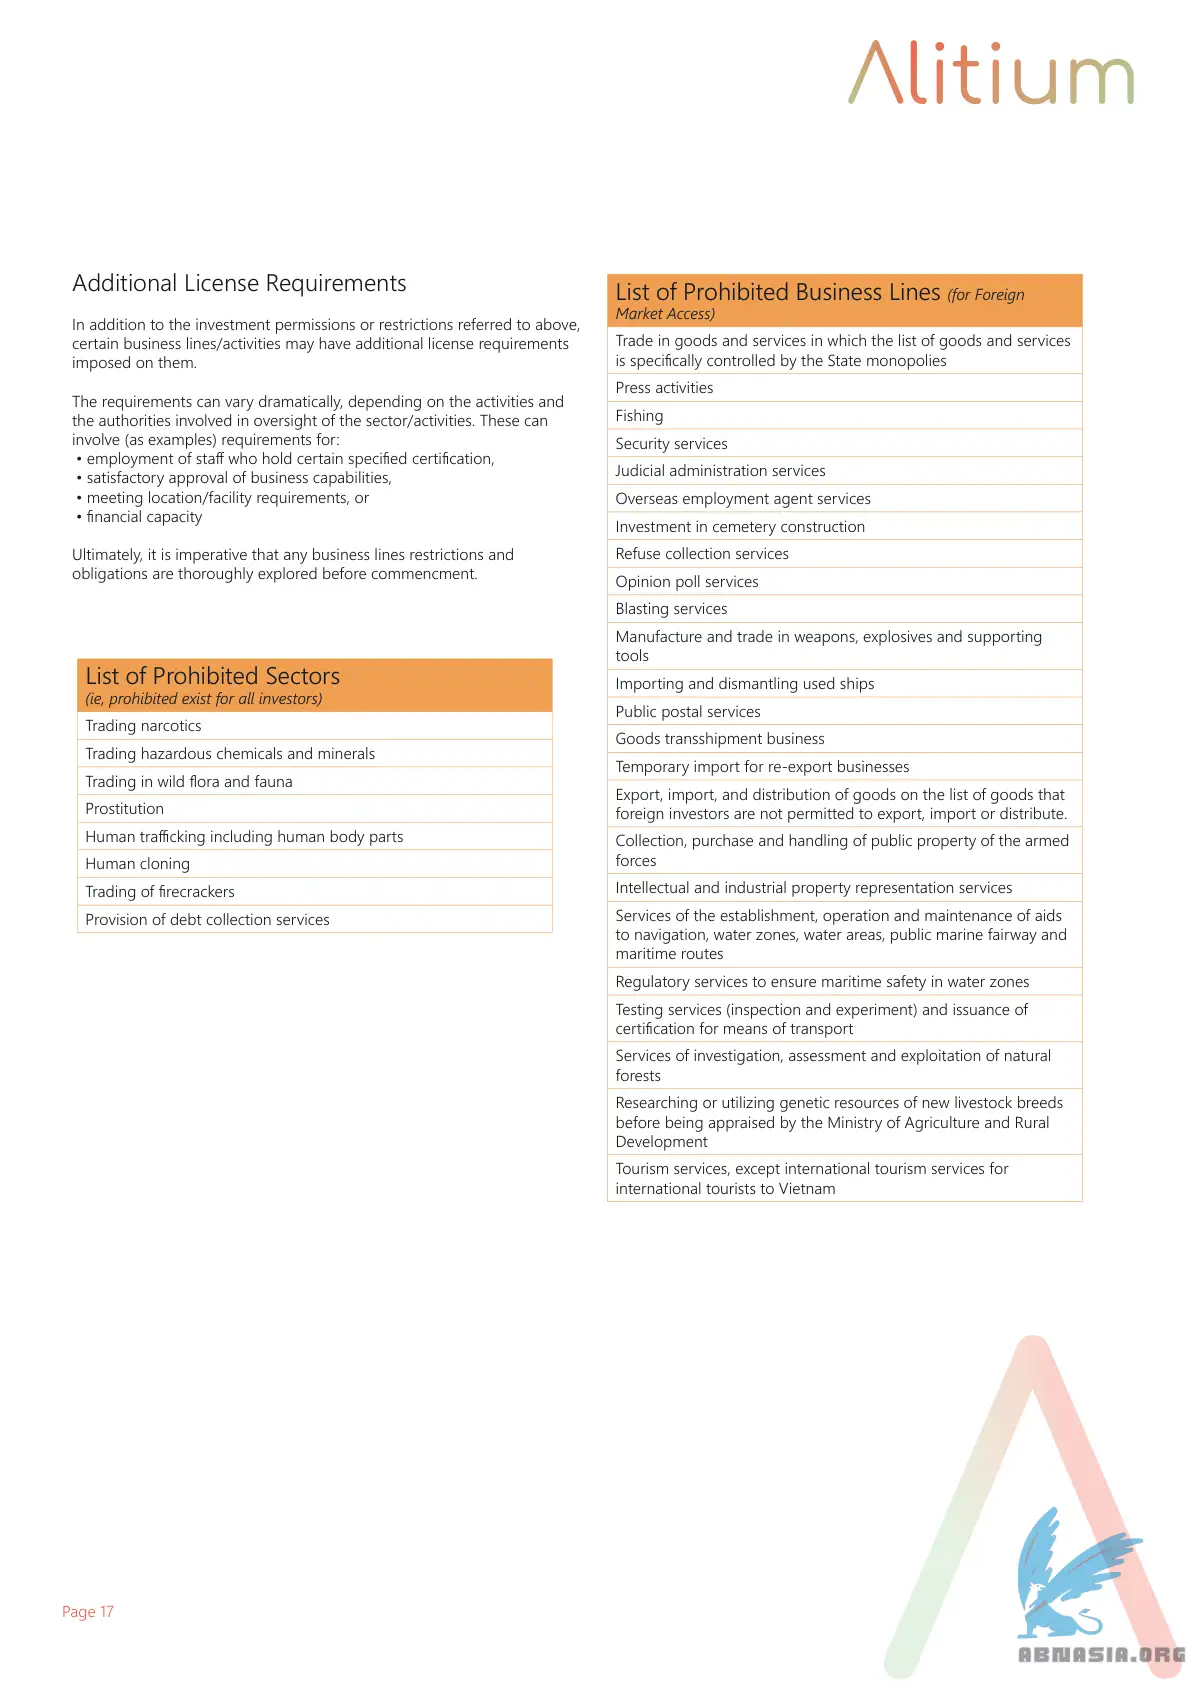 Alitium
Additional License Requirements
In addition to the investment permissions or restrictions referred to above,
certain business lines/activities may have additional license requirements
imposed on them.
The requirements can vary dramatically, depending on the activities and
the authorities involved in oversight of the sector/activities. These can
involve (as examples) requirements for:
• employment of staff who hold certain specified certification,
• satisfactory approval of business capabilities,
• meeting location/facility requirements, or
• financial capacity
Ultimately, it is imperative that any business lines restrictions and
obligations are thoroughly explored before commencment.
List of Prohibited Sectors
(ie, prohibited exist for all investors)
Trading narcotics
Trading hazardous chemicals and minerals
Trading in wild flora and fauna
Prostitution
Human trafficking including human body parts
Human cloning
Trading of firecrackers
Provision of debt collection services
List of Prohibited Business Lines (for Foreign
Market Access)
Trade in goods and services in which the list of goods and services
is specifically controlled by the State monopolies
Press activities
Fishing
Security services
Judicial administration services
Overseas employment agent services
Investment in cemetery construction
Refuse collection services
Opinion poll services
Blasting services
Manufacture and trade in weapons, explosives and supporting
tools
Importing and dismantling used ships
Public postal services
Goods transshipment business
Temporary import for re-export businesses
Export, import, and distribution of goods on the list of goods that
foreign investors are not permitted to export, import or distribute.
Collection, purchase and handling of public property of the armed
forces
Intellectual and industrial property representation services
Services of the establishment, operation and maintenance of aids
to navigation, water zones, water areas, public marine fairway and
maritime routes
Regulatory services to ensure maritime safety in water zones
Testing services (inspection and experiment) and issuance of
certification for means of transport
Services of investigation, assessment and exploitation of natural
forests
Researching or utilizing genetic resources of new livestock breeds
before being appraised by the Ministry of Agriculture and Rural
Development
Tourism services, except international tourism services for
international tourists to Vietnam
Page 17
ABNASIA.ORG